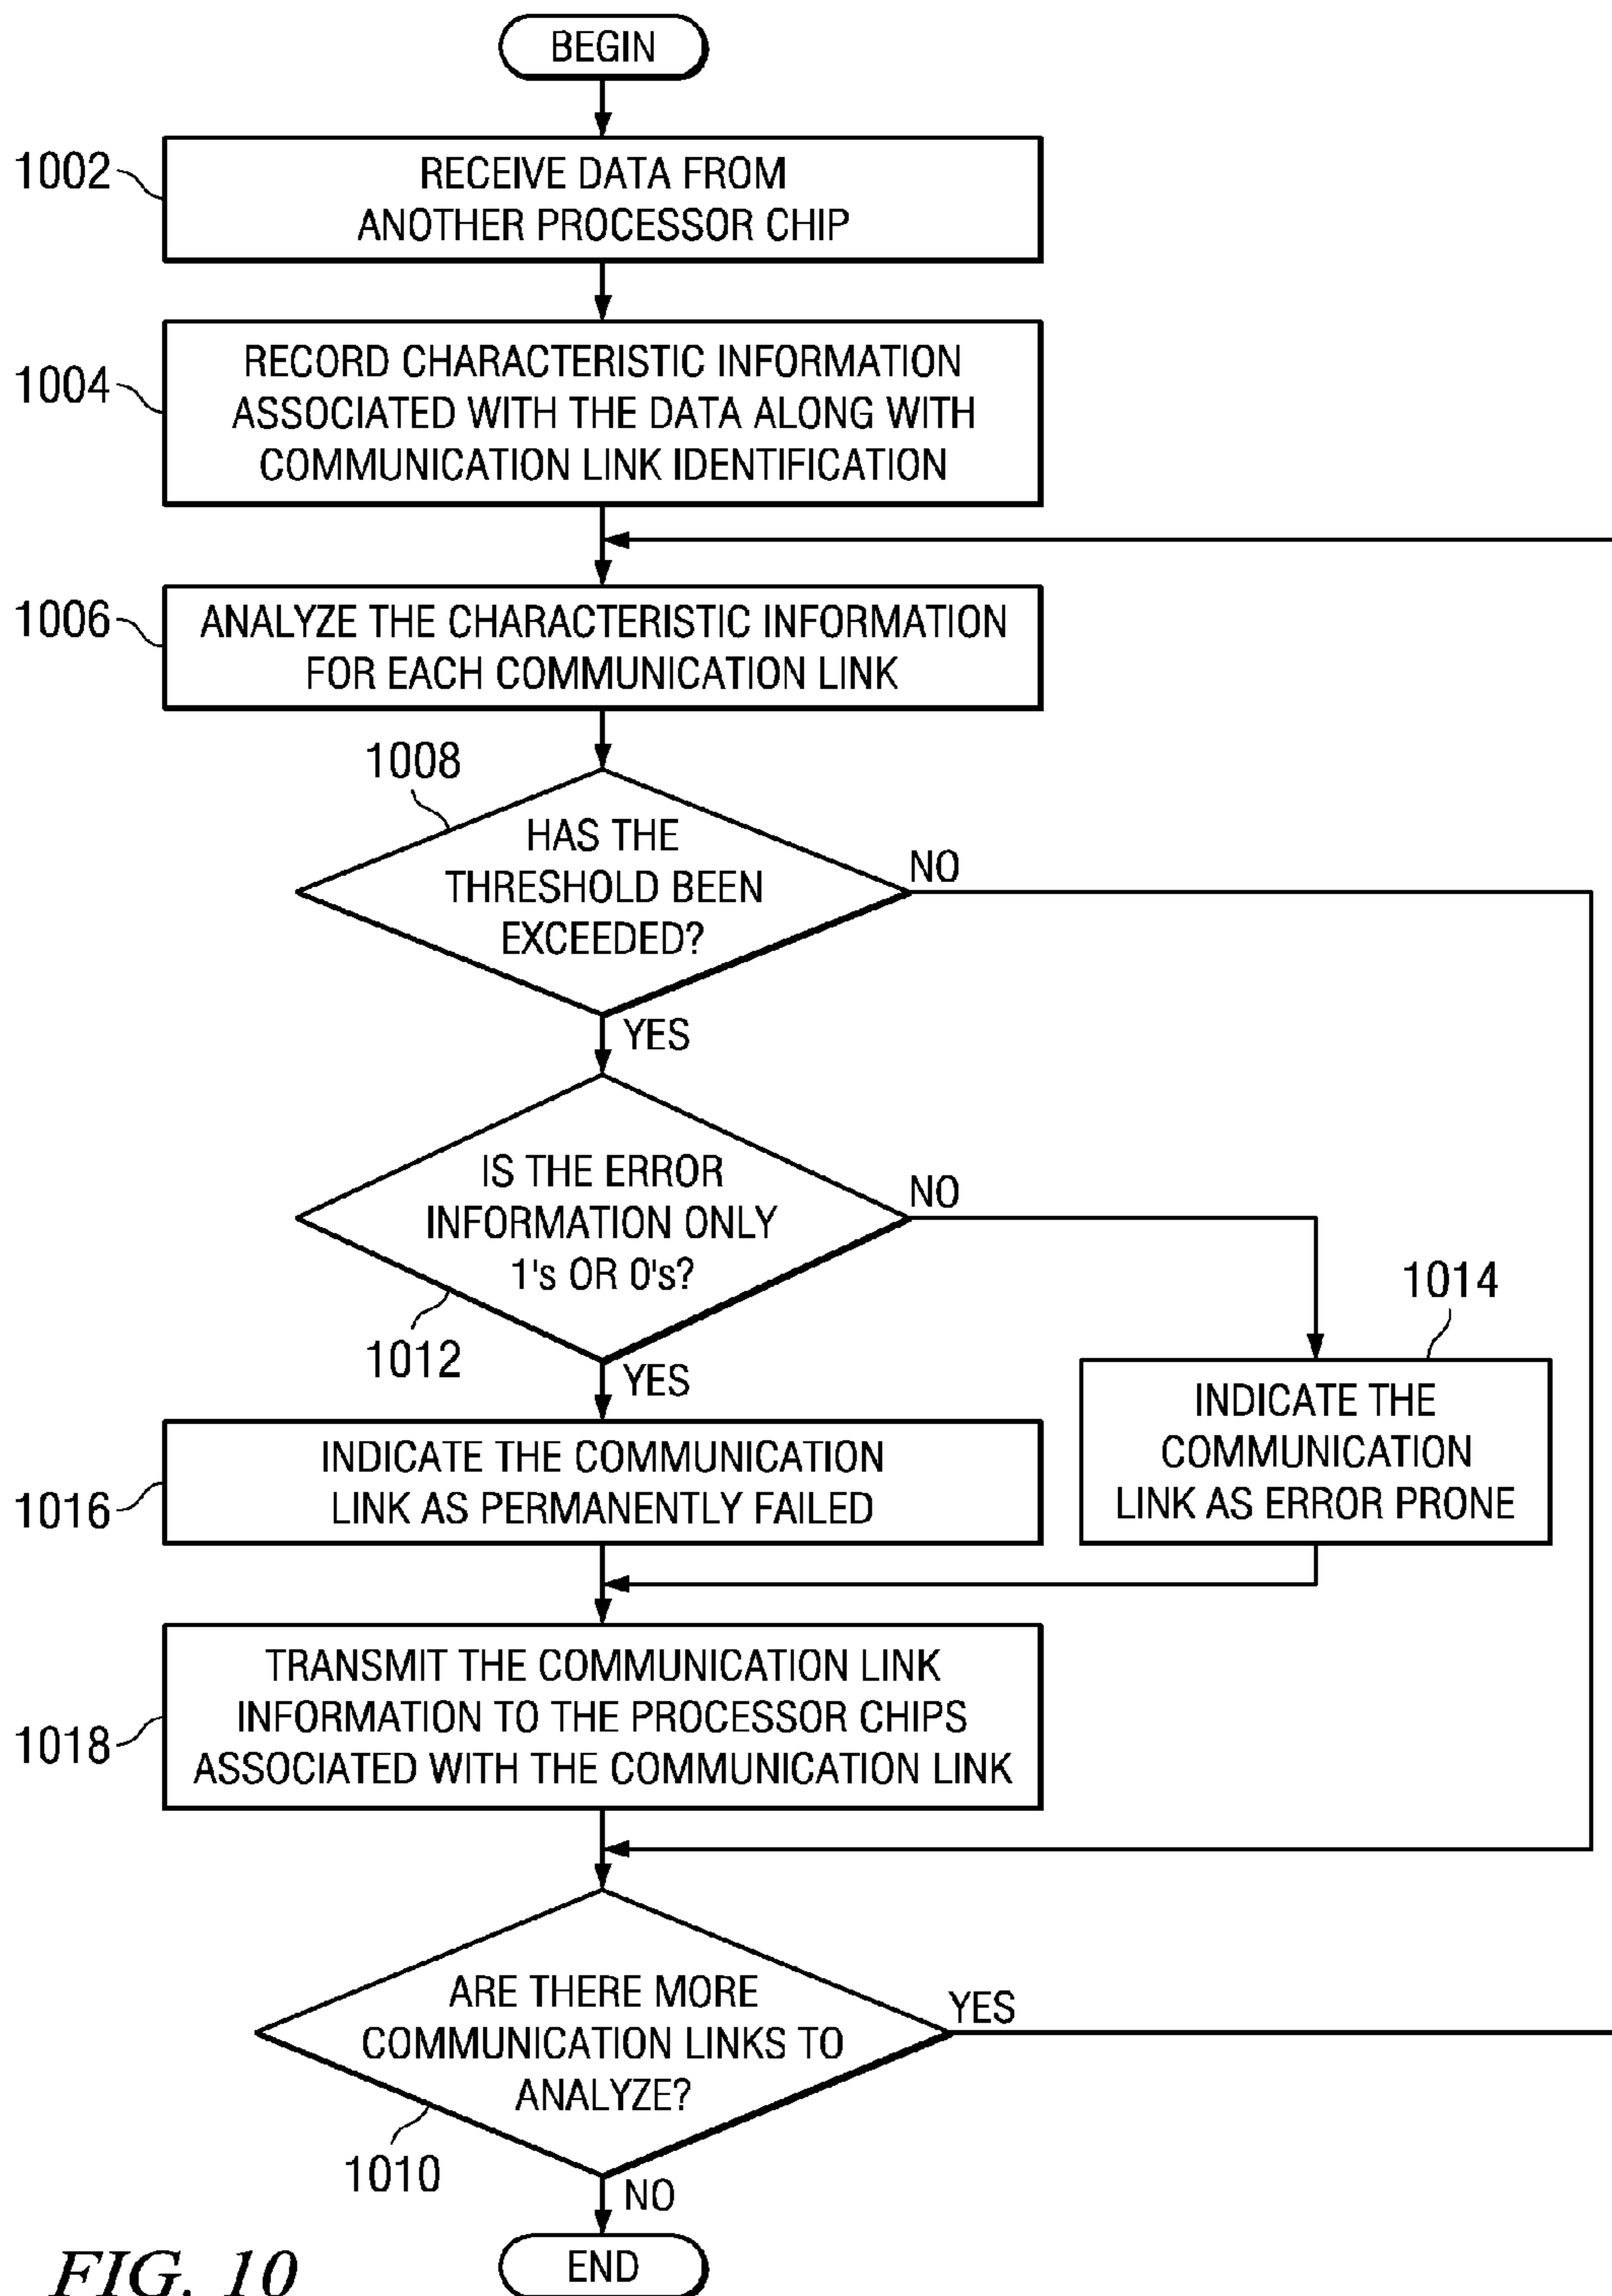 BEGIN
1002
RECEIVE DATA FROM
ANOTHER PROCESSOR CHIP
1004
RECORD CHARACTERISTIC INFORMATION
ASSOCIATED WITH THE DATA ALONG WITH
COMMUNICATION LINK IDENTIFICATION
1006
ANALYZE THE CHARACTERISTIC INFORMATION
FOR EACH COMMUNICATION LINK
1008
HAS THE
THRESHOLD BEEN
EXCEEDED?
NO
YES
IS THE ERROR
INFORMATION ONLY
1's OR 0's?
NO
1012
YES
1014
INDICATE THE
COMMUNICATION
LINK AS ERROR PRONE
1016
INDICATE THE COMMUNICATION
LINK AS PERMANENTLY FAILED
1018
TRANSMIT THE COMMUNICATION LINK
INFORMATION TO THE PROCESSOR CHIPS
ASSOCIATED WITH THE COMMUNICATION LINK
ARE THERE MORE
COMMUNICATION LINKS TO
ANALYZE?
YES
1010
NO
END
FIG. 10